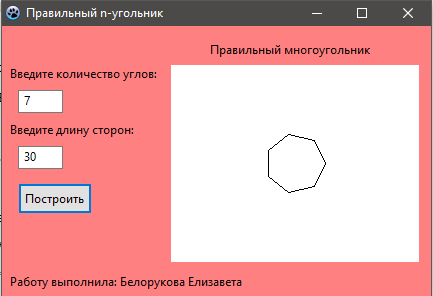 Правильный n-угольник
Правильный многоугольник
Введите количество углов:
7
Введите длину сторон:
30
Построить
Работу выполнила: Белорукова Елизавета